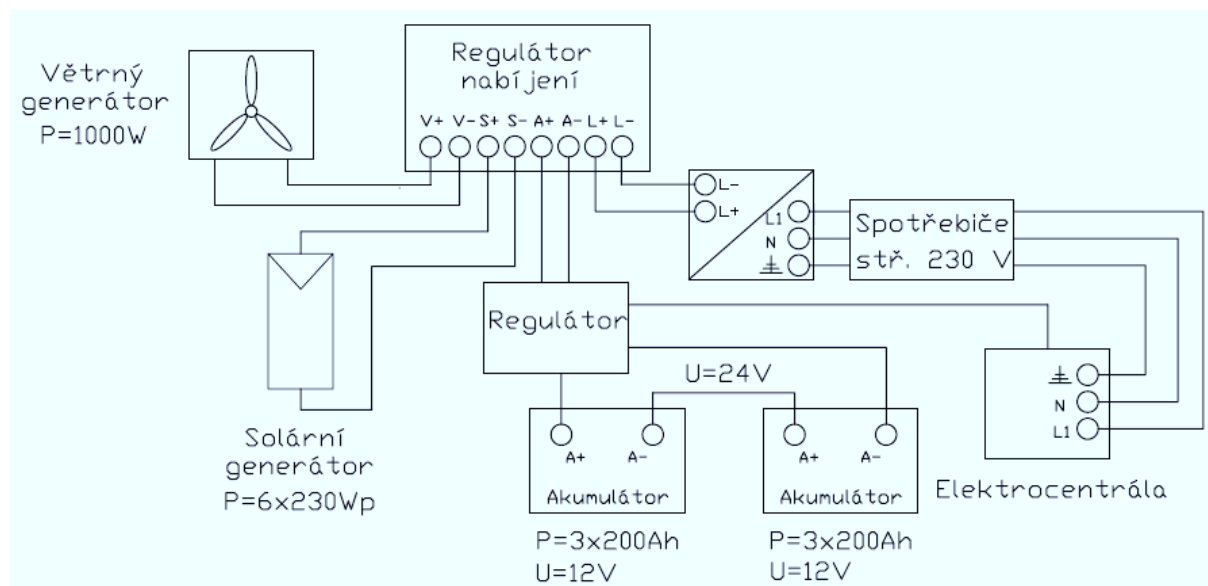 Větrný
generátor
P=1000W
Regulátor
nabíjení
V+ V- S+ S- A+ A- L+ L-
L-
L+
L1
N
Spotřebiče
stř. 230 V
Regulátor
U=24V
N
L1
Elektrocentrála
Solární
generátor
P=6x230Wp
A+ A-
Akumulátor
P=3x200Ah
U=12V
A+ A-
Akumulátor
P=3x200Ah
U=12V